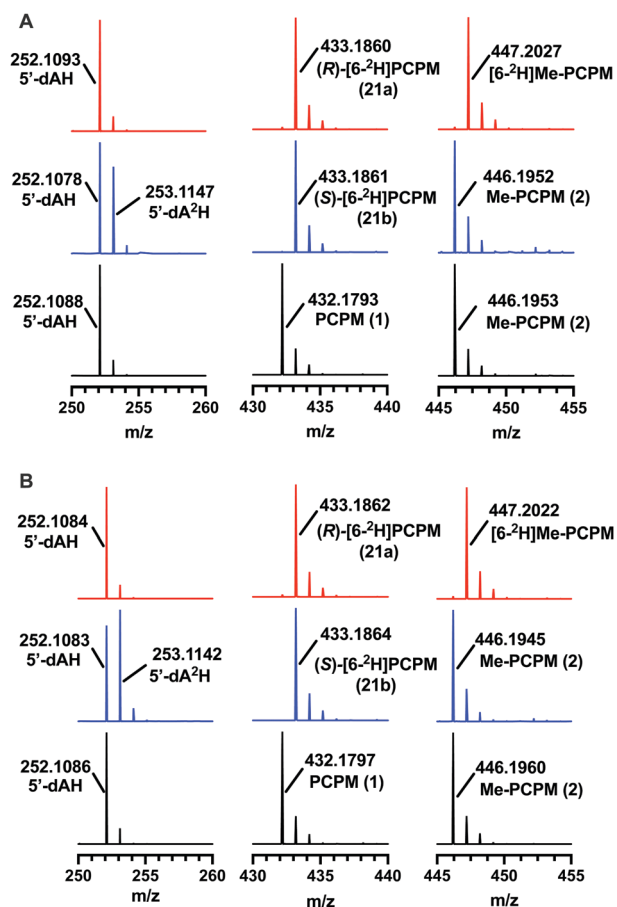 A
252.1093
5'-dAH
433.1860
(R)-[6-²H]PCPM
(21a)
447.2027
[6-²H]Me-PCPM
252.1078
5'-dAH
253.1147
5'-dA²H
433.1861
(S)-[6-²H]PCPM
(21b)
446.1952
Me-PCPM (2)
252.1088
5'-dAH
432.1793
PCPM (1)
446.1953
Me-PCPM (2)
250 255 260
m/z
430 435 440
m/z
445 450 455
m/z
B
252.1084
5'-dAH
433.1862
(R)-[6-²H]PCPM
(21a)
447.2022
[6-²H]Me-PCPM
252.1083
5'-dAH
253.1142
5'-dA²H
433.1864
(S)-[6-²H]PCPM
(21b)
446.1945
Me-PCPM (2)
252.1086
5'-dAH
432.1797
PCPM (1)
446.1960
Me-PCPM (2)
250 255 260
m/z
430 435 440
m/z
445 450 455
m/z